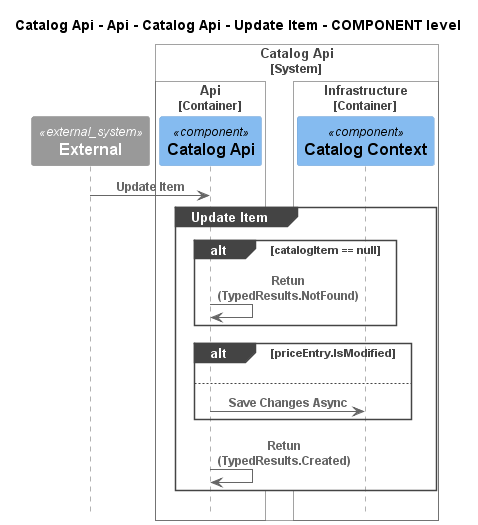 Catalog Api - Api - Catalog Api - Update Item - COMPONENT level
Catalog Api
[System]
Api
[Container]
Infrastructure
[Container]
«external_system»
External
«component»
Catalog Api
«component»
Catalog Context
Update Item
Update Item
alt [catalogItem == null]
Retun
(TypedResults.NotFound)
alt [priceEntry.IsModified]
Save Changes Async
Retun
(TypedResults.Created)